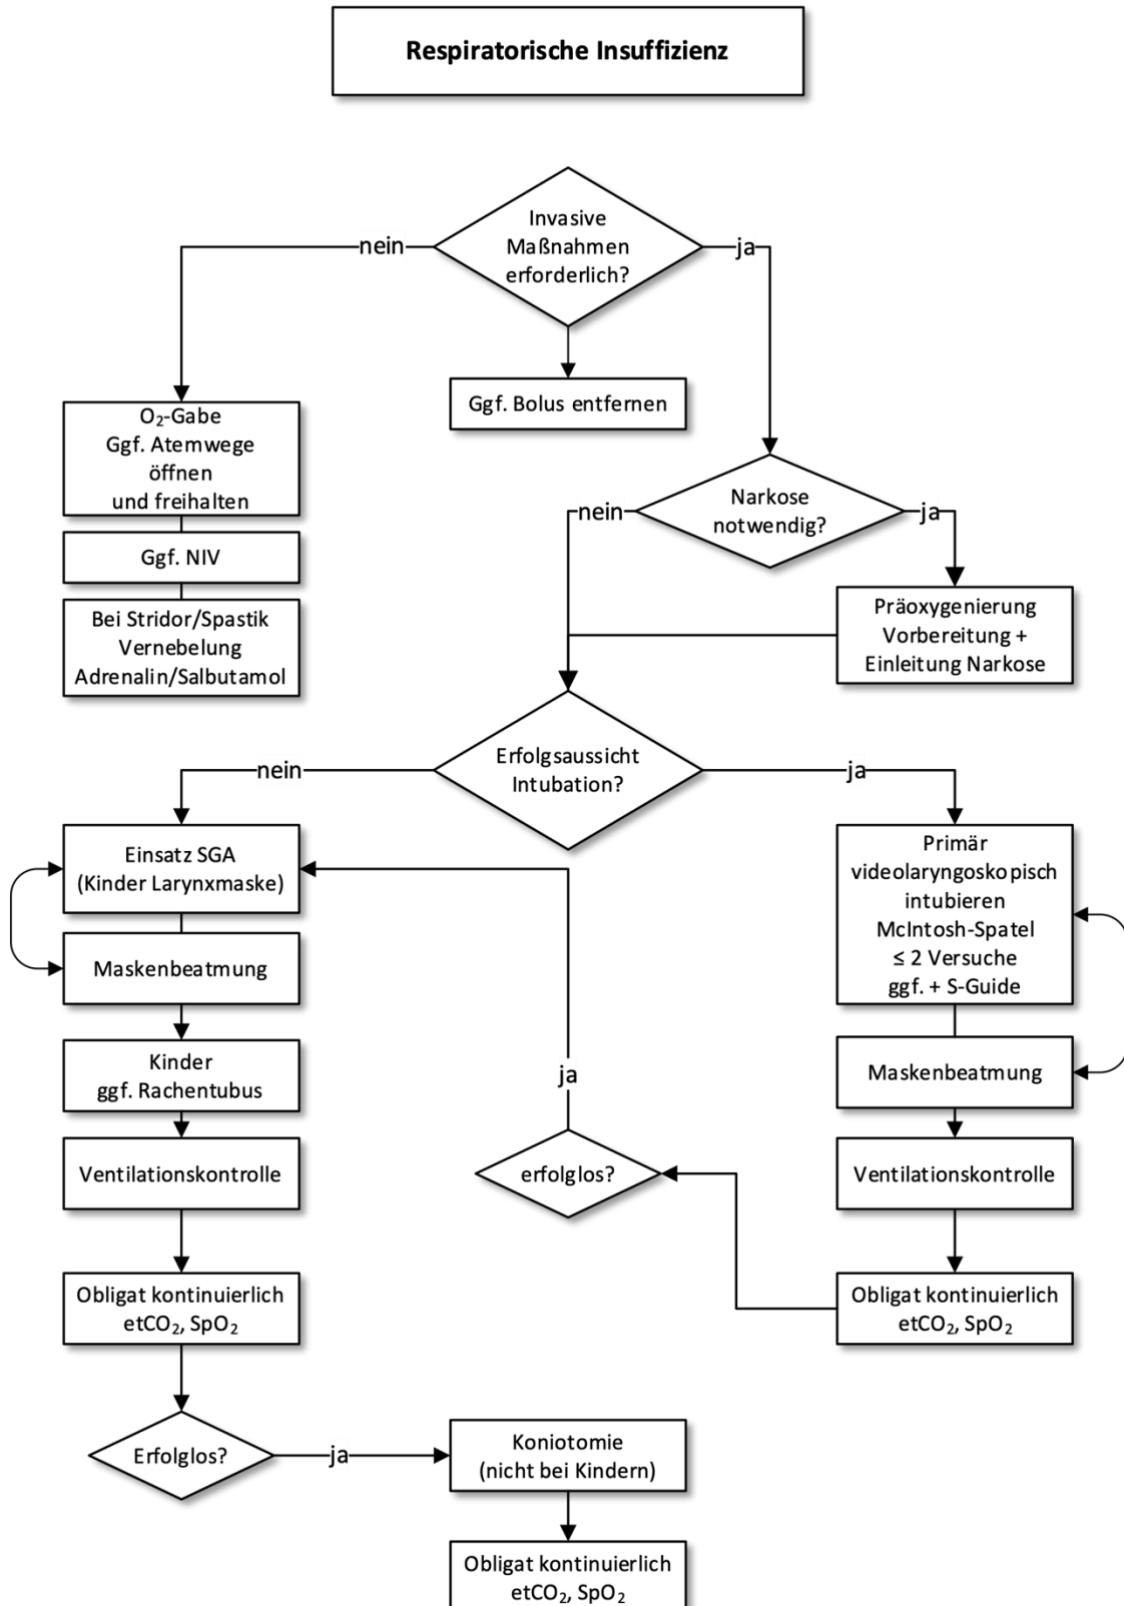 Respiratorische Insuffizienz
Invasive
Maßnahmen
erforderlich?
nein
ja
Ggf. Bolus entfernen
O₂-Gabe
Ggf. Atemwege
öffnen
und freihalten
Ggf. NIV
Bei Stridor/Spastik
Vernebelung
Adrenalin/Salbutamol
Narkose
notwendig?
nein
ja
Präoxygenierung
Vorbereitung +
Einleitung Narkose
Erfolgsaussicht
Intubation?
nein
ja
Einsatz SGA
(Kinder Larynxmaske)
Maskenbeatmung
Kinder
ggf. Rachentubus
Ventilationskontrolle
Obligat kontinuierlich
etCO₂, SpO₂
Primär
videolaryngoskopisch
intubieren
McIntosh-Spatel
≤ 2 Versuche
ggf. + S-Guide
Maskenbeatmung
Ventilationskontrolle
Obligat kontinuierlich
etCO₂, SpO₂
erfolglos?
ja
Erfolglos?
ja
Koniotomie
(nicht bei Kindern)
Obligat kontinuierlich
etCO₂, SpO₂